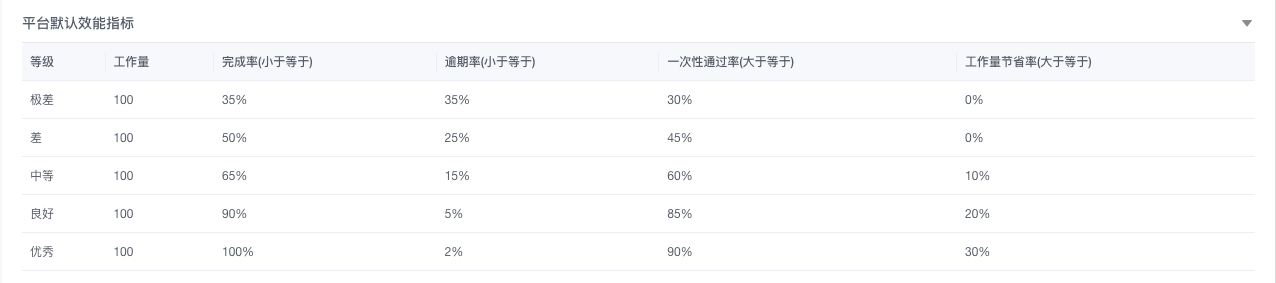 平台默认效能指标
等级 工作量 完成率(小于等于) 逾期率(小于等于) 一次性通过率(大于等于) 工作量节省率(大于等于)
极差 100 35% 35% 30% 0%
差 100 50% 25% 45% 0%
中等 100 65% 15% 60% 10%
良好 100 90% 5% 85% 20%
优秀 100 100% 2% 90% 30%